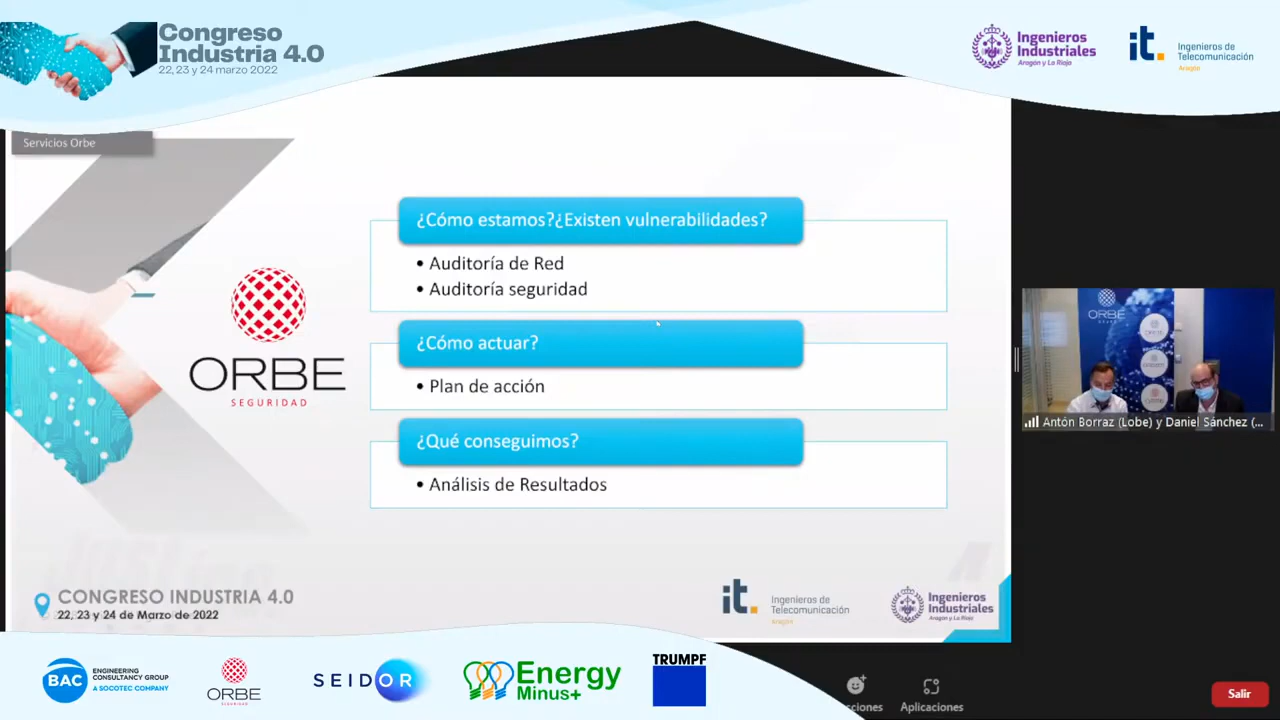 Congreso
Industria 4.0
22, 23 y 24 marzo 2022
Ingenieros
Industriales
Aragón y La Rioja
it.
Ingenieros de
Telecomunicación
Aragón
Servicios Orbe
¿Cómo estamos?¿Existen vulnerabilidades?
• Auditoría de Red
• Auditoría seguridad
¿Cómo actuar?
• Plan de acción
¿Qué conseguimos?
• Análisis de Resultados
ORBE
SEGURIDAD
ORBE
Antón Borraz (Lobe) y Daniel Sánchez (...
CONGRESO INDUSTRIA 4.0
22, 23 y 24 de Marzo de 2022
it.
Ingenieros de
Telecomunicación
Aragón
Ingenieros
Industriales
Aragón y La Rioja
BAC
ENGINEERING
CONSULTANCY GROUP
A SOCOTEC COMPANY
ORBE
SEGURIDAD
SEIDOR
Energy
Minus+
TRUMPF
ciones
Aplicaciones
Salir